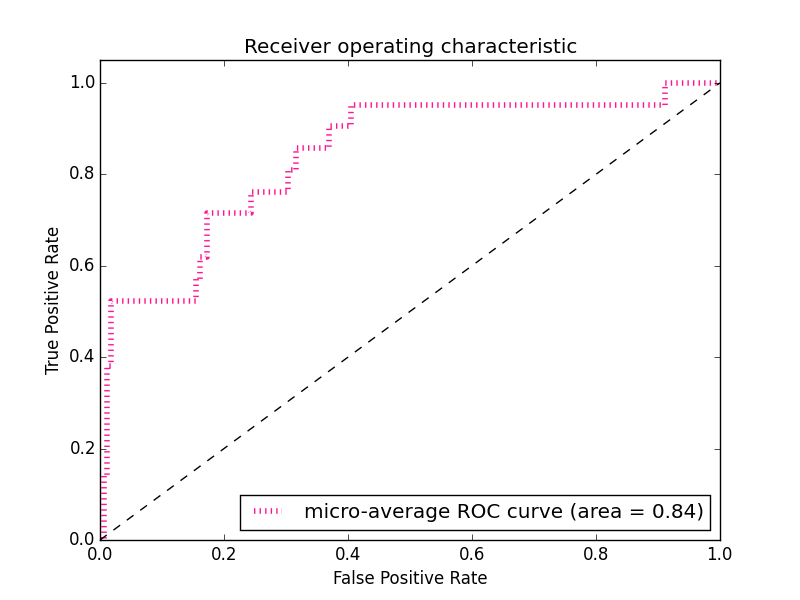 Receiver operating characteristic
1.0
0.8
0.6
0.4
0.2
0.0
True Positive Rate
micro-average ROC curve (area = 0.84)
0.0 0.2 0.4 0.6 0.8 1.0
False Positive Rate